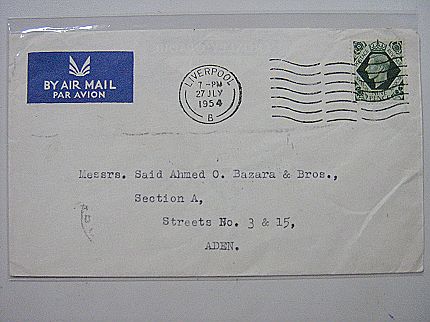 BY AIR MAIL
PAR AVION
LIVERPOOL
7-PM
27 JLY
1954
B
Messrs. Said Ahmed O. Bazara & Bros.,
Section A,
Streets No. 3 & 15,
ADEN.